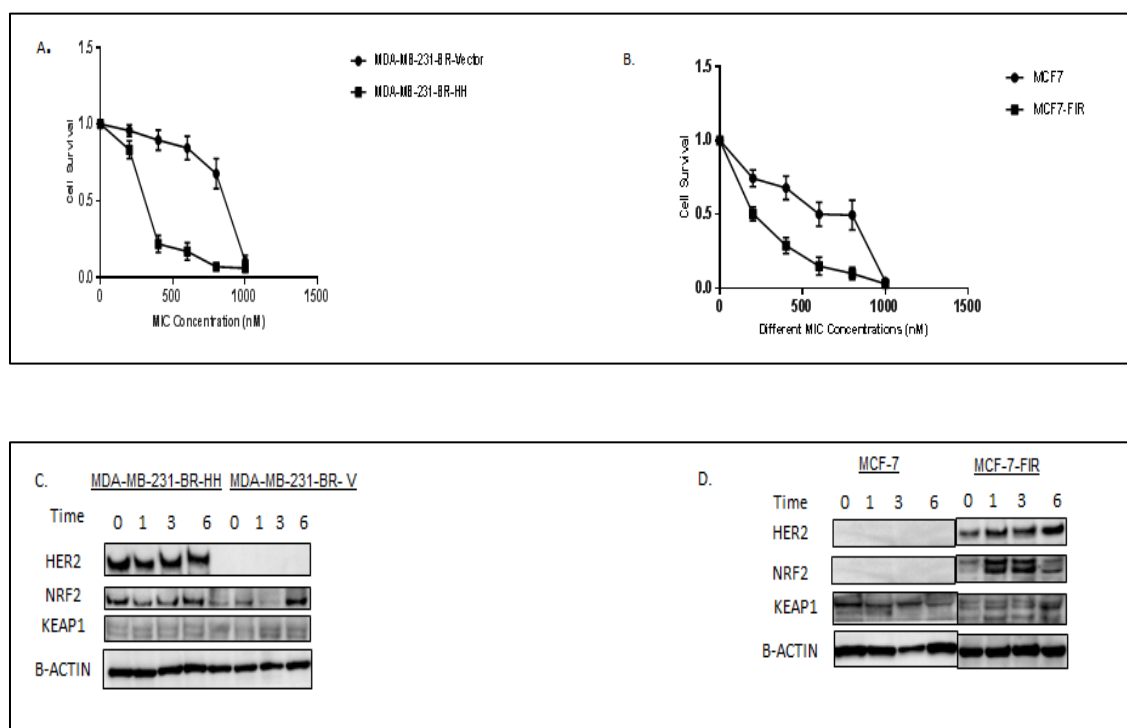 A.
1.5
1.0
0.5
0.0
Cell Survival
0 500 1000 1500
MIC Concentration (nM)
MDA-MB-231-BR-Vector
MDA-MB-231-BR-HH
B.
1.5
1.0
0.5
0.0
Cell Survival
0 500 1000 1500
Different MIC Concentrations (nM)
MCF7
MCF7-FIR
C.
MDA-MB-231-BR-HH MDA-MB-231-BR- V
Time 0 1 3 6 0 1 3 6
HER2
NRF2
KEAP1
B-ACTIN
D.
MCF-7 MCF-7-FIR
Time 0 1 3 6 0 1 3 6
HER2
NRF2
KEAP1
B-ACTIN